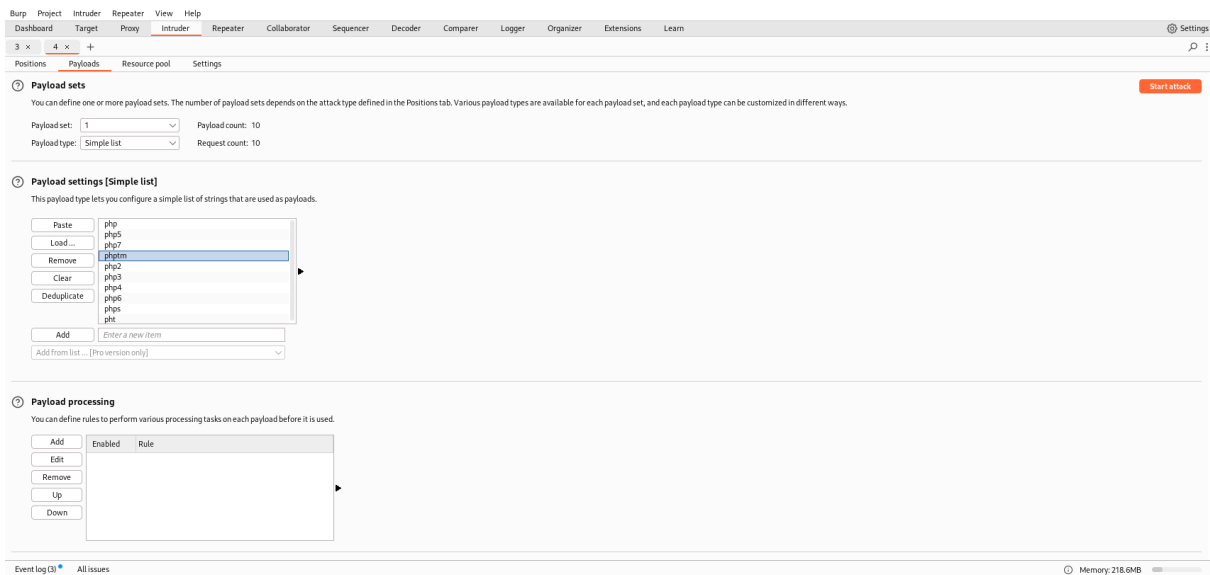 Burp Project Intruder Repeater View Help
Dashboard Target Proxy Intruder Repeater Collaborator Sequencer Decoder Comparer Logger Organizer Extensions Learn Settings
3 × 4 × +
Positions Payloads Resource pool Settings
? Payload sets Start attack
You can define one or more payload sets. The number of payload sets depends on the attack type defined in the Positions tab. Various payload types are available for each payload set, and each payload type can be customized in different ways.
Payload set: 1 Payload count: 10
Payload type: Simple list Request count: 10
? Payload settings [Simple list]
This payload type lets you configure a simple list of strings that are used as payloads.
Paste
Load ...
Remove
Clear
Deduplicate
php
php5
php7
phptm
php2
php3
php4
php6
phps
pht
Add Enter a new item
Add from list ... [Pro version only]
? Payload processing
You can define rules to perform various processing tasks on each payload before it is used.
Add
Edit
Remove
Up
Down
Enabled Rule
Event log (3) All issues Memory: 218.6MB